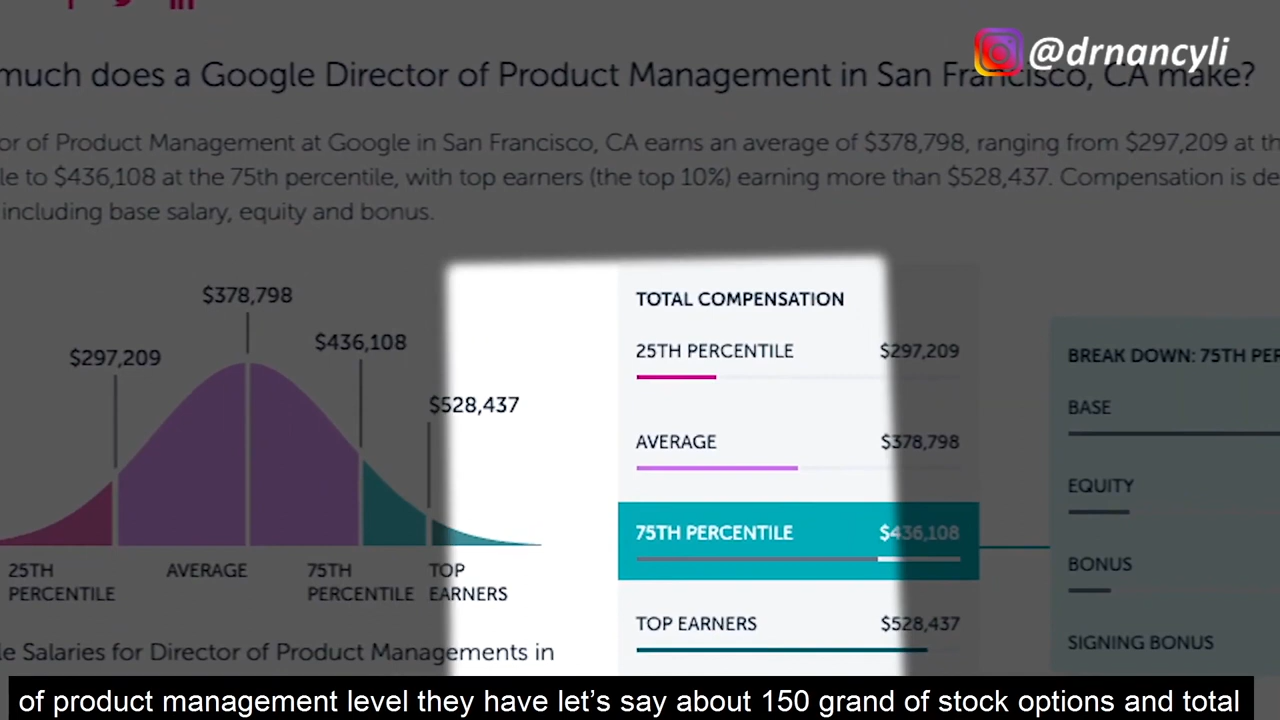 @drnancyli
much does a Google Director of Product Management in San Francisco, CA make?
or of Product Management at Google in San Francisco, CA earns an average of $378,798, ranging from $297,209 at th
le to $436,108 at the 75th percentile, with top earners (the top 10%) earning more than $528,437. Compensation is de
including base salary, equity and bonus.
$378,798
$297,209
$436,108
$528,437
25TH PERCENTILE
AVERAGE
75TH PERCENTILE
TOP EARNERS
TOTAL COMPENSATION
25TH PERCENTILE $297,209
AVERAGE $378,798
75TH PERCENTILE $436,108
TOP EARNERS $528,437
BREAK DOWN: 75TH PER
BASE
EQUITY
BONUS
SIGNING BONUS
le Salaries for Director of Product Managements in
of product management level they have let's say about 150 grand of stock options and total